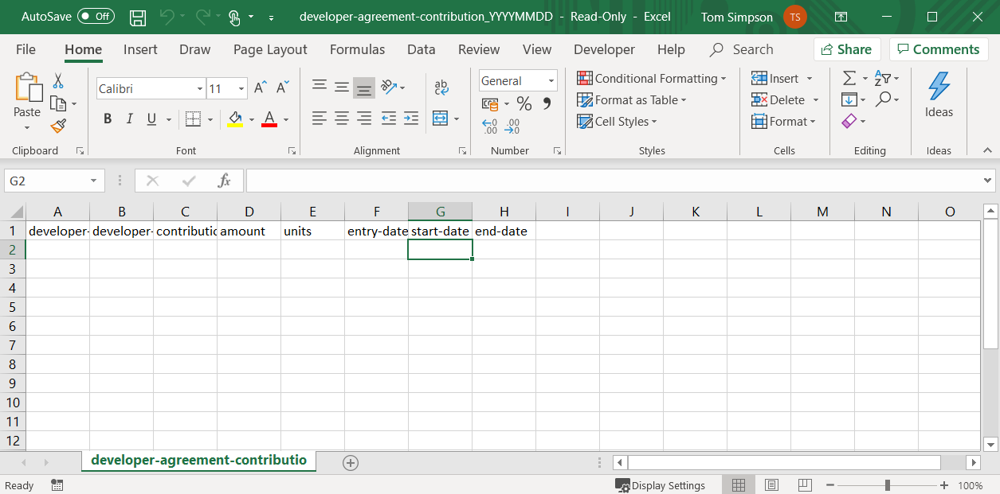 AutoSave Off developer-agreement-contribution_YYYYMMDD - Read-Only - Excel Tom Simpson TS
File Home Insert Draw Page Layout Formulas Data Review View Developer Help Search Share Comments
Calibri 11 A A ab General Conditional Formatting Insert
Paste Format as Table Delete Ideas
B I U A Cell Styles Format
Clipboard Font Alignment Number Styles Cells Editing Ideas
G2 fx
A B C D E F G H I J K L M N O
1 developer- developer- contributic amount units entry-date start-date end-date
2
3
4
5
6
7
8
9
10
11
12
developer-agreement-contributio
Ready Display Settings 100%